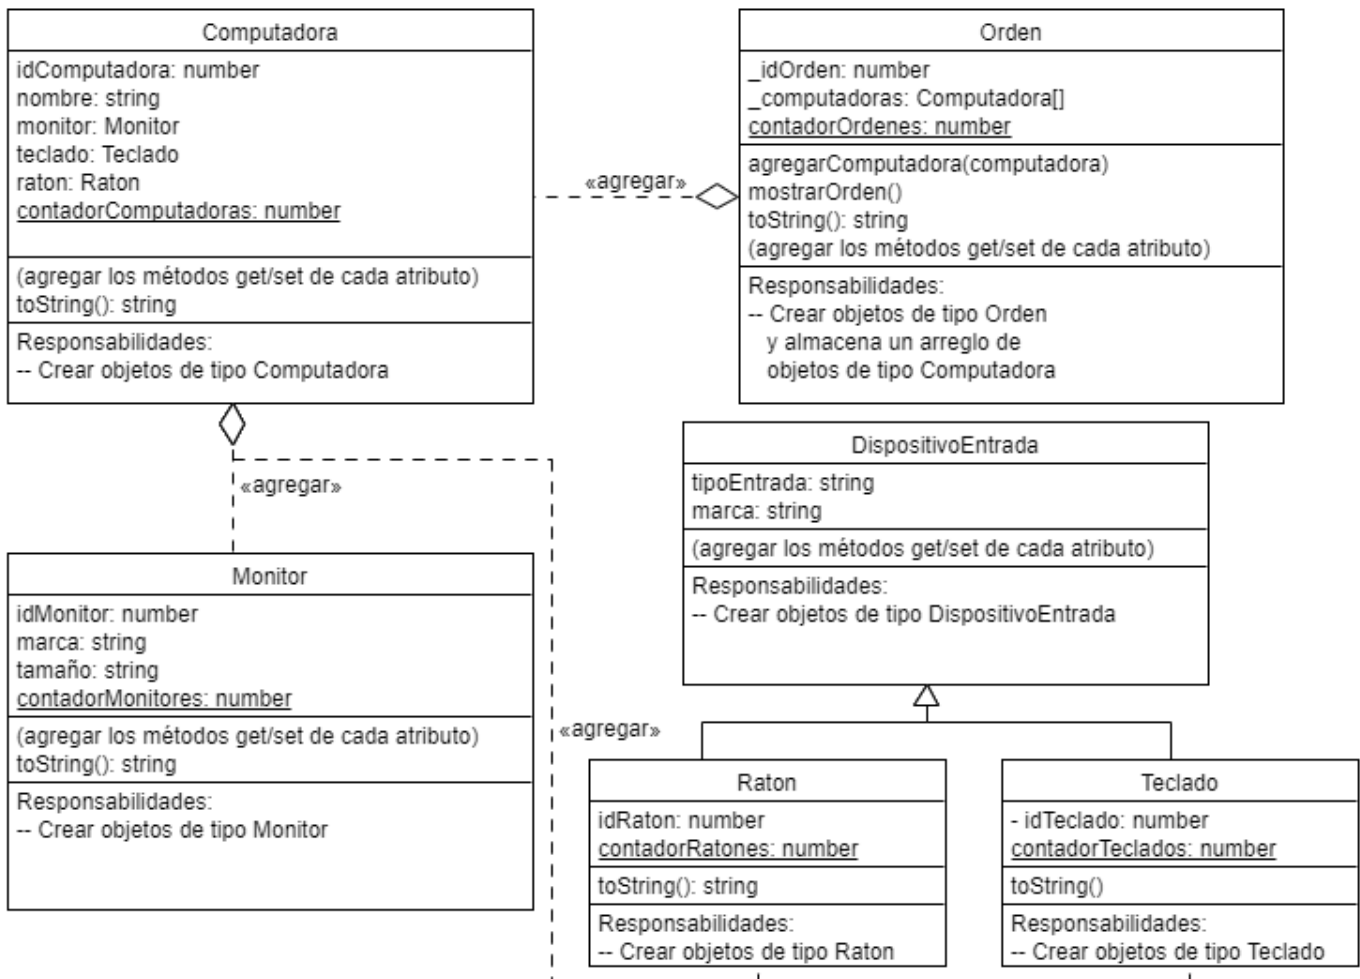 Computadora
idComputadora: number
nombre: string
monitor: Monitor
teclado: Teclado
raton: Raton
contadorComputadoras: number
(agregar los métodos get/set de cada atributo)
toString(): string
Responsabilidades:
-- Crear objetos de tipo Computadora
«agregar»
Orden
_idOrden: number
_computadoras: Computadora[]
contadorOrdenes: number
agregarComputadora(computadora)
mostrarOrden()
toString(): string
(agregar los métodos get/set de cada atributo)
Responsabilidades:
-- Crear objetos de tipo Orden
y almacena un arreglo de
objetos de tipo Computadora
«agregar»
Monitor
idMonitor: number
marca: string
tamaño: string
contadorMonitores: number
(agregar los métodos get/set de cada atributo)
toString(): string
Responsabilidades:
-- Crear objetos de tipo Monitor
«agregar»
DispositivoEntrada
tipoEntrada: string
marca: string
(agregar los métodos get/set de cada atributo)
Responsabilidades:
-- Crear objetos de tipo DispositivoEntrada
Raton
idRaton: number
contadorRatones: number
toString(): string
Responsabilidades:
-- Crear objetos de tipo Raton
Teclado
- idTeclado: number
contadorTeclados: number
toString()
Responsabilidades:
-- Crear objetos de tipo Teclado